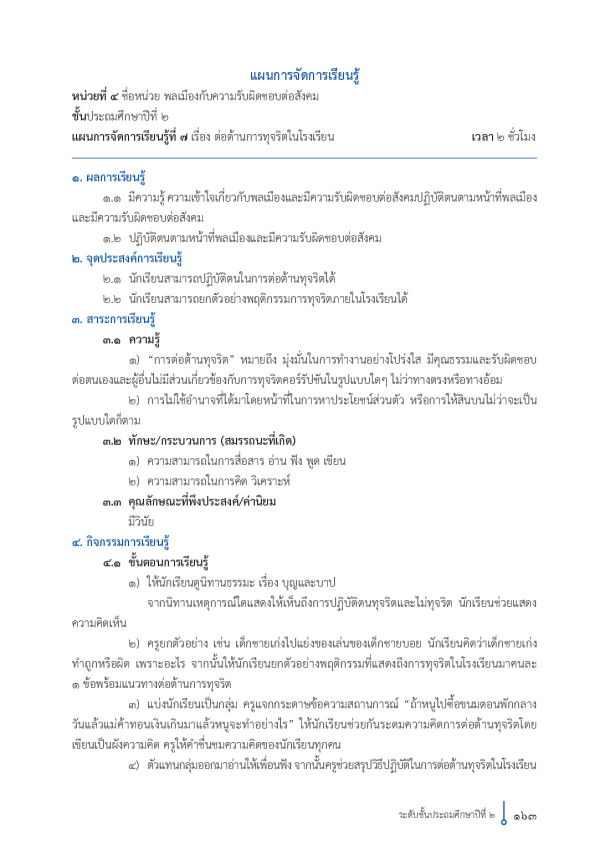 แผนการจัดการเรียนรู้
หน่วยที่ ๔ ชื่อหน่วย พลเมืองกับความรับผิดชอบต่อสังคม
ชั้นประถมศึกษาปีที่ ๒
แผนการจัดการเรียนรู้ที่ ๗ เรื่อง ต่อต้านการทุจริตในโรงเรียน เวลา ๒ ชั่วโมง
๑. ผลการเรียนรู้
๑.๑ มีความรู้ ความเข้าใจเกี่ยวกับพลเมืองและมีความรับผิดชอบต่อสังคมปฏิบัติตนตามหน้าที่พลเมือง
และมีความรับผิดชอบต่อสังคม
๑.๒ ปฏิบัติตนตามหน้าที่พลเมืองและมีความรับผิดชอบต่อสังคม
๒. จุดประสงค์การเรียนรู้
๒.๑ นักเรียนสามารถปฏิบัติตนในการต่อต้านทุจริตได้
๒.๒ นักเรียนสามารถยกตัวอย่างพฤติกรรมการทุจริตภายในโรงเรียนได้
๓. สาระการเรียนรู้
๓.๑ ความรู้
๑) “การต่อต้านทุจริต” หมายถึง มุ่งมั่นในการทำงานอย่างโปร่งใส มีคุณธรรมและรับผิดชอบ
ต่อตนเองและผู้อื่นไม่มีส่วนเกี่ยวข้องกับการทุจริตคอร์รัปชันในรูปแบบใดๆ ไม่ว่าทางตรงหรือทางอ้อม
๒) การไม่ใช้อำนาจที่ได้มาโดยหน้าที่ในการหาประโยชน์ส่วนตัว หรือการให้สินบนไม่ว่าจะเป็น
รูปแบบใดก็ตาม
๓.๒ ทักษะ/กระบวนการ (สมรรถนะที่เกิด)
๑) ความสามารถในการสื่อสาร อ่าน ฟัง พูด เขียน
๒) ความสามารถในการคิด วิเคราะห์
๓.๓ คุณลักษณะที่พึงประสงค์/ค่านิยม
มีวินัย
๔. กิจกรรมการเรียนรู้
๔.๑ ขั้นตอนการเรียนรู้
๑) ให้นักเรียนดูนิทานธรรมะ เรื่อง บุญและบาป
จากนิทานเหตุการณ์ใดแสดงให้เห็นถึงการปฏิบัติตนทุจริตและไม่ทุจริต นักเรียนช่วยแสดง
ความคิดเห็น
๒) ครูยกตัวอย่าง เช่น เด็กชายเก่งไปแย่งของเล่นของเด็กชายบอย นักเรียนคิดว่าเด็กชายเก่ง
ทำถูกหรือผิด เพราะอะไร จากนั้นให้นักเรียนยกตัวอย่างพฤติกรรมที่แสดงถึงการทุจริตในโรงเรียนมาคนละ
๑ ข้อพร้อมแนวทางต่อต้านการทุจริต
๓) แบ่งนักเรียนเป็นกลุ่ม ครูแจกกระดาษข้อความสถานการณ์ “ถ้าหนูไปซื้อขนมตอนพักกลาง
วันแล้วแม่ค้าทอนเงินเกินมาแล้วหนูจะทำอย่างไร” ให้นักเรียนช่วยกันระดมความคิดการต่อต้านทุจริตโดย
เขียนเป็นผังความคิด ครูให้คำชื่นชมความคิดของนักเรียนทุกคน
๔) ตัวแทนกลุ่มออกมาอ่านให้เพื่อนฟัง จากนั้นครูช่วยสรุปวิธีปฏิบัติในการต่อต้านทุจริตในโรงเรียน
ระดับชั้นประถมศึกษาปีที่ ๒ ๑๖๓